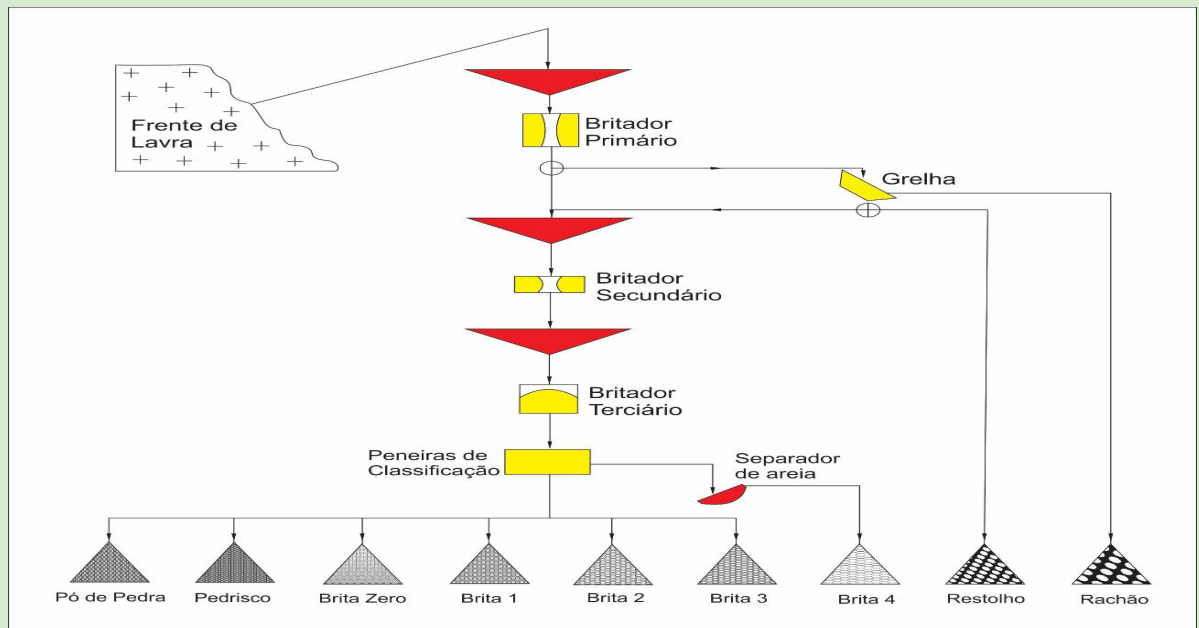 Frente de
Lavra
Britador
Primário
Grelha
Britador
Secundário
Britador
Terciário
Peneiras de
Classificação
Separador
de areia
Pó de Pedra
Pedrisco
Brita Zero
Brita 1
Brita 2
Brita 3
Brita 4
Restolho
Rachão